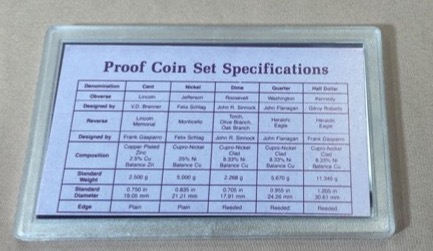 Proof Coin Set Specifications
Denomination Cent Nickel Dime Quarter Half Dollar
Obverse Lincoln Jefferson Roosevelt Washington Kennedy
Designed by V.D. Brenner Felix Schlag John R. Sinnock John Flanagan Gilroy Roberts
Reverse Lincoln Memorial Monticello Torch, Olive Branch, Oak Branch Heraldic Eagle Heraldic Eagle
Designed by Frank Gasparro Felix Schlag John R. Sinnock John Flanagan Frank Gasparro
Composition Copper Plated Zinc 2.5% Cu Balance Zn Cupro-Nickel 25% Ni Balance Cu Cupro-Nickel Clad 8.33% Ni Balance Cu Cupro-Nickel Clad 8.33% Ni Balance Cu Cupro-Nickel Clad 8.33% Ni Balance Cu
Standard Weight 2.500 g 5.000 g 2.268 g 5.670 g 11.340 g
Standard Diameter 0.750 in 19.05 mm 0.835 in 21.21 mm 0.705 in 17.91 mm 0.955 in 24.26 mm 1.205 in 30.61 mm
Edge Plain Plain Reeded Reeded Reeded